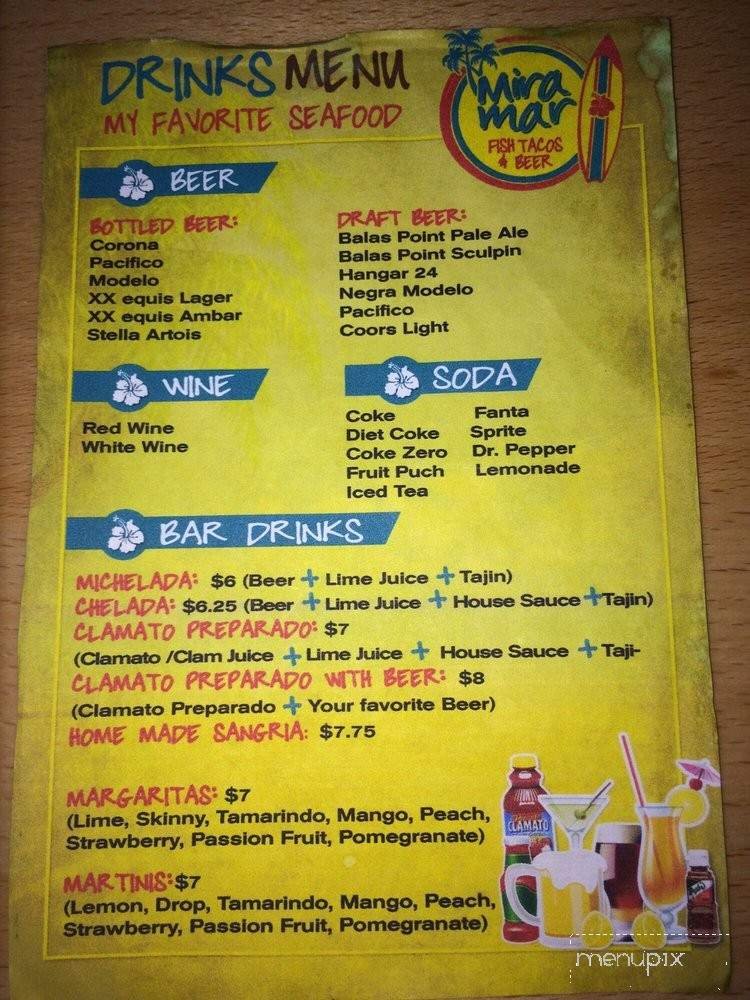 DRINKS MENU
MY FAVORITE SEAFOOD
Mira
mar
FISH TACOS
& BEER
BEER
BOTTLED BEER:
Corona
Pacifico
Modelo
XX equis Lager
XX equis Ambar
Stella Artois
DRAFT BEER:
Balas Point Pale Ale
Balas Point Sculpin
Hangar 24
Negra Modelo
Pacifico
Coors Light
WINE
Red Wine
White Wine
SODA
Coke
Diet Coke
Coke Zero
Fruit Puch
Iced Tea
Fanta
Sprite
Dr. Pepper
Lemonade
BAR DRINKS
MICHELADA: $6 (Beer + Lime Juice + Tajin)
CHELADA: $6.25 (Beer + Lime Juice + House Sauce + Tajin)
CLAMATO PREPARADO: $7
(Clamato /Clam Juice + Lime Juice + House Sauce + Taji-
CLAMATO PREPARADO WITH BEER: $8
(Clamato Preparado + Your favorite Beer)
HOME MADE SANGRIA: $7.75
MARGARITAS: $7
(Lime, Skinny, Tamarindo, Mango, Peach,
Strawberry, Passion Fruit, Pomegranate)
MARTINIS:$7
(Lemon, Drop, Tamarindo, Mango, Peach,
Strawberry, Passion Fruit, Pomegranate)
CLAMATO
menupix